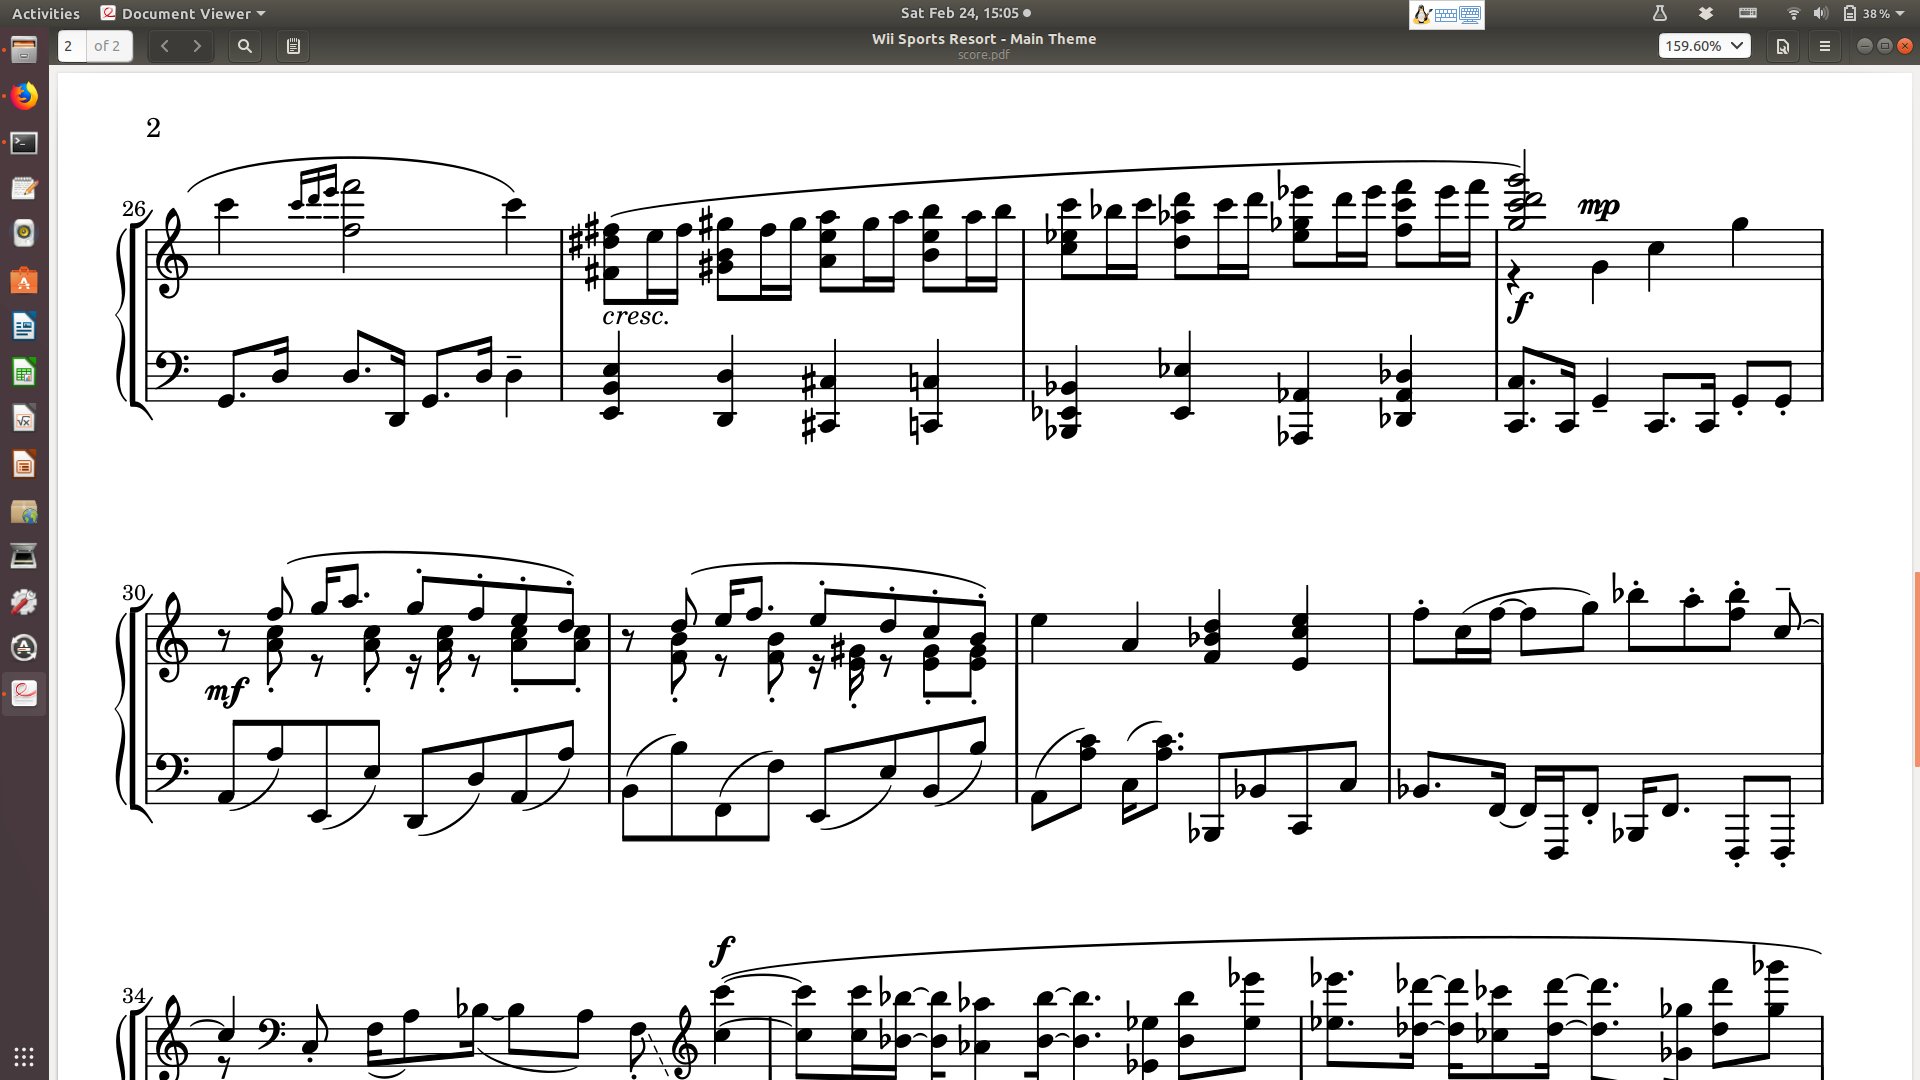 Activities
Document Viewer
Sat Feb 24, 15:05
38 %
2
of 2
Wii Sports Resort - Main Theme
score.pdf
159.60%
2
26
mp
cresc.
f
30
mf
f
34